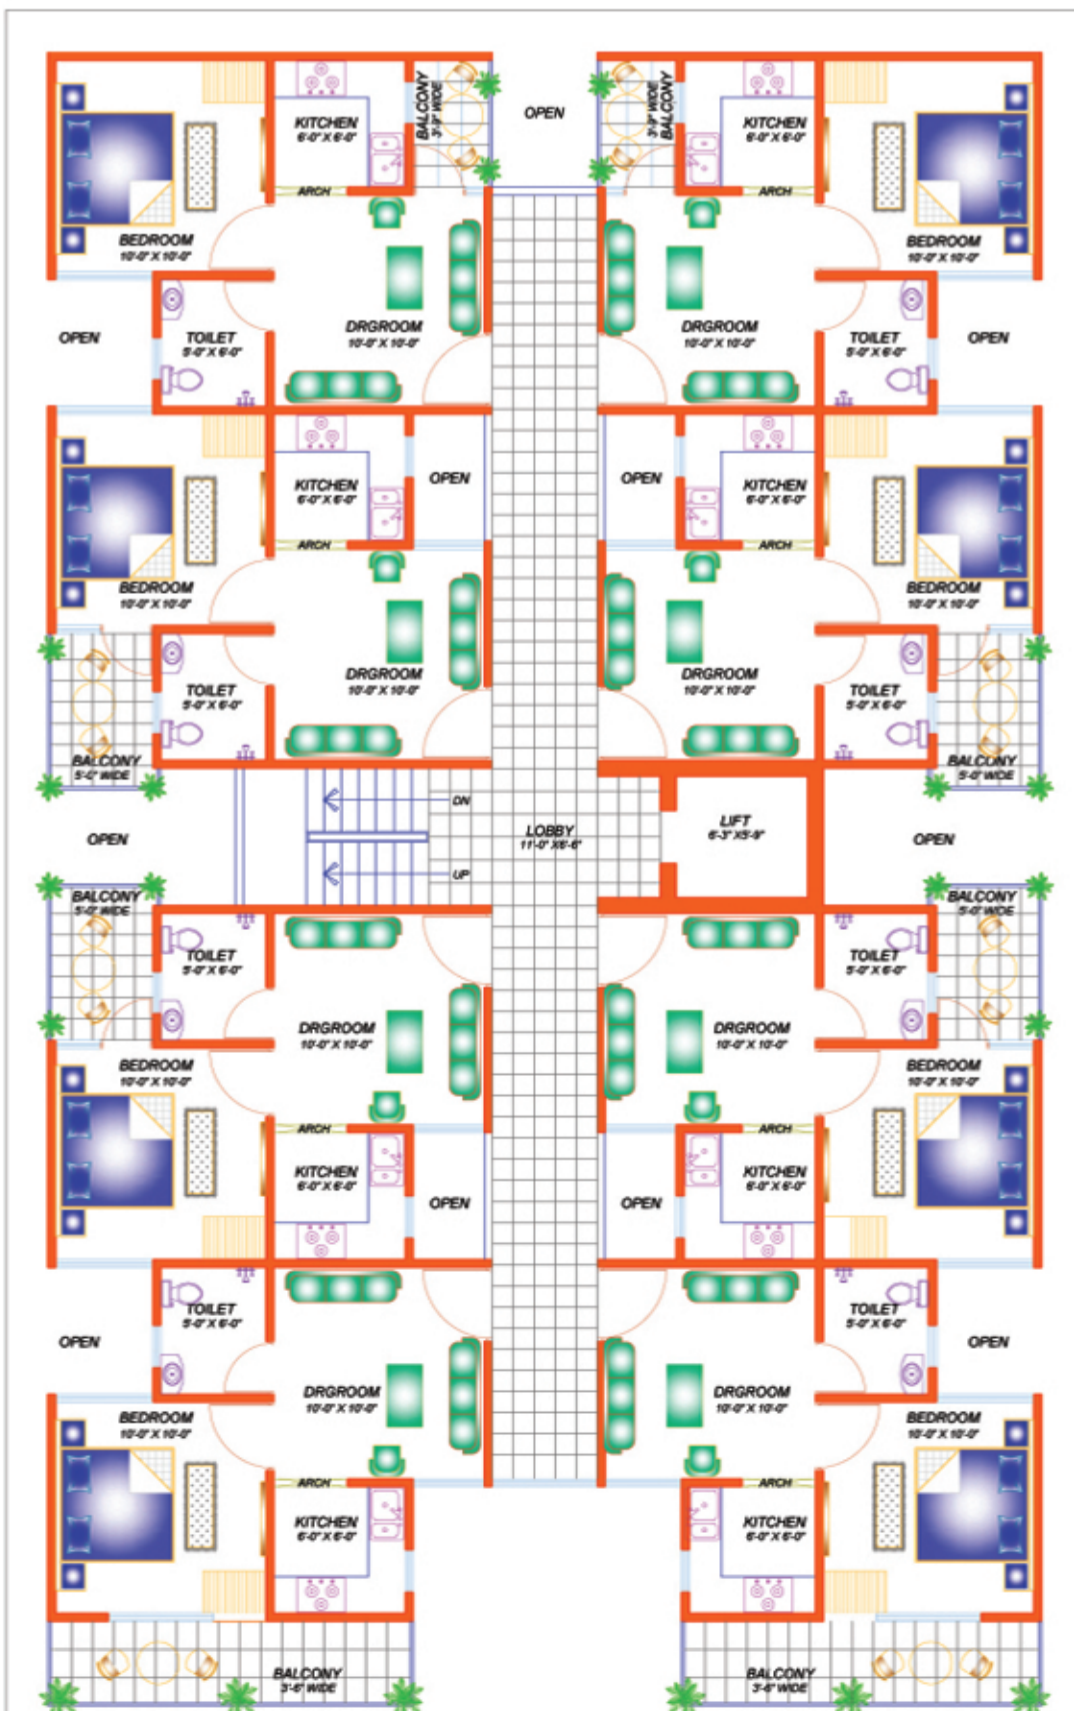 BALCONY
3'-9" WIDE
OPEN
3'-9" WIDE
BALCONY
KITCHEN
6'-0" X 6'-0"
KITCHEN
6'-0" X 6'-0"
ARCH
ARCH
BEDROOM
10'-0" X 10'-0"
BEDROOM
10'-0" X 10'-0"
OPEN
TOILET
5'-0" X 6'-0"
DRGROOM
10'-0" X 10'-0"
DRGROOM
10'-0" X 10'-0"
TOILET
5'-0" X 6'-0"
OPEN
KITCHEN
6'-0" X 6'-0"
OPEN
OPEN
KITCHEN
6'-0" X 6'-0"
ARCH
ARCH
BEDROOM
10'-0" X 10'-0"
BEDROOM
10'-0" X 10'-0"
TOILET
5'-0" X 6'-0"
DRGROOM
10'-0" X 10'-0"
DRGROOM
10'-0" X 10'-0"
TOILET
5'-0" X 6'-0"
BALCONY
5'-0" WIDE
BALCONY
5'-0" WIDE
DN
OPEN
LOBBY
11'-0" X6'-6"
LIFT
6'-3" X5'-9"
OPEN
UP
BALCONY
5'-0" WIDE
BALCONY
5'-0" WIDE
TOILET
5'-0" X 6'-0"
TOILET
5'-0" X 6'-0"
DRGROOM
10'-0" X 10'-0"
DRGROOM
10'-0" X 10'-0"
BEDROOM
10'-0" X 10'-0"
BEDROOM
10'-0" X 10'-0"
ARCH
ARCH
KITCHEN
6'-0" X 6'-0"
OPEN
OPEN
KITCHEN
6'-0" X 6'-0"
TOILET
5'-0" X 6'-0"
TOILET
5'-0" X 6'-0"
OPEN
OPEN
DRGROOM
10'-0" X 10'-0"
DRGROOM
10'-0" X 10'-0"
BEDROOM
10'-0" X 10'-0"
BEDROOM
10'-0" X 10'-0"
ARCH
ARCH
KITCHEN
6'-0" X 6'-0"
KITCHEN
6'-0" X 6'-0"
BALCONY
3'-6" WIDE
BALCONY
3'-6" WIDE